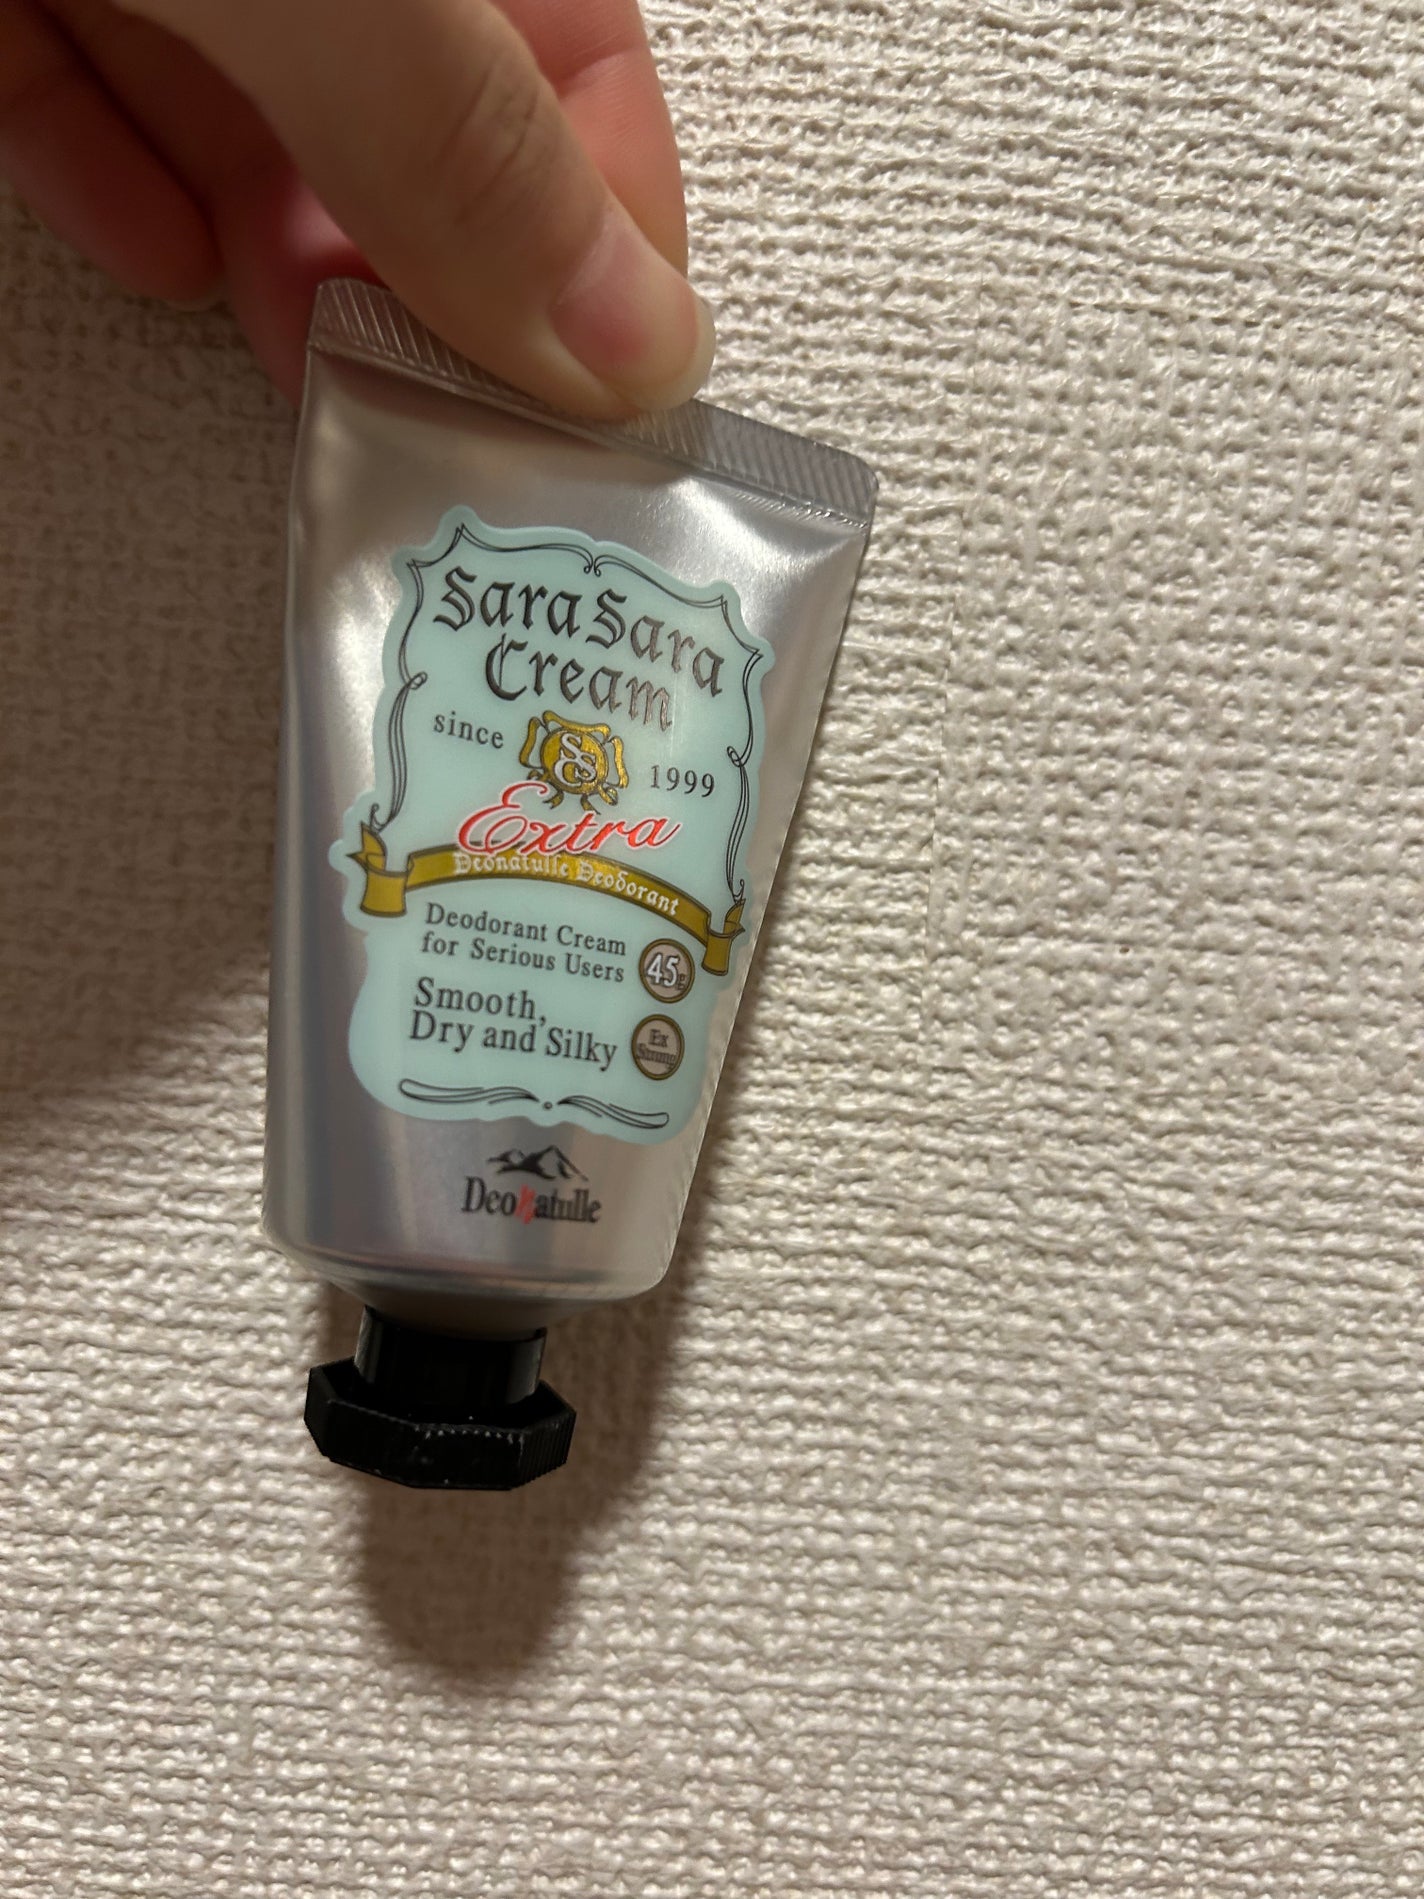 Sara Sara
Cream
since
SSC
1999
Extra
Deonatulle Deodorant
Deodorant Cream
for Serious Users
45g
Smooth,
Dry and Silky
Ex
Strong
DeoNatulle